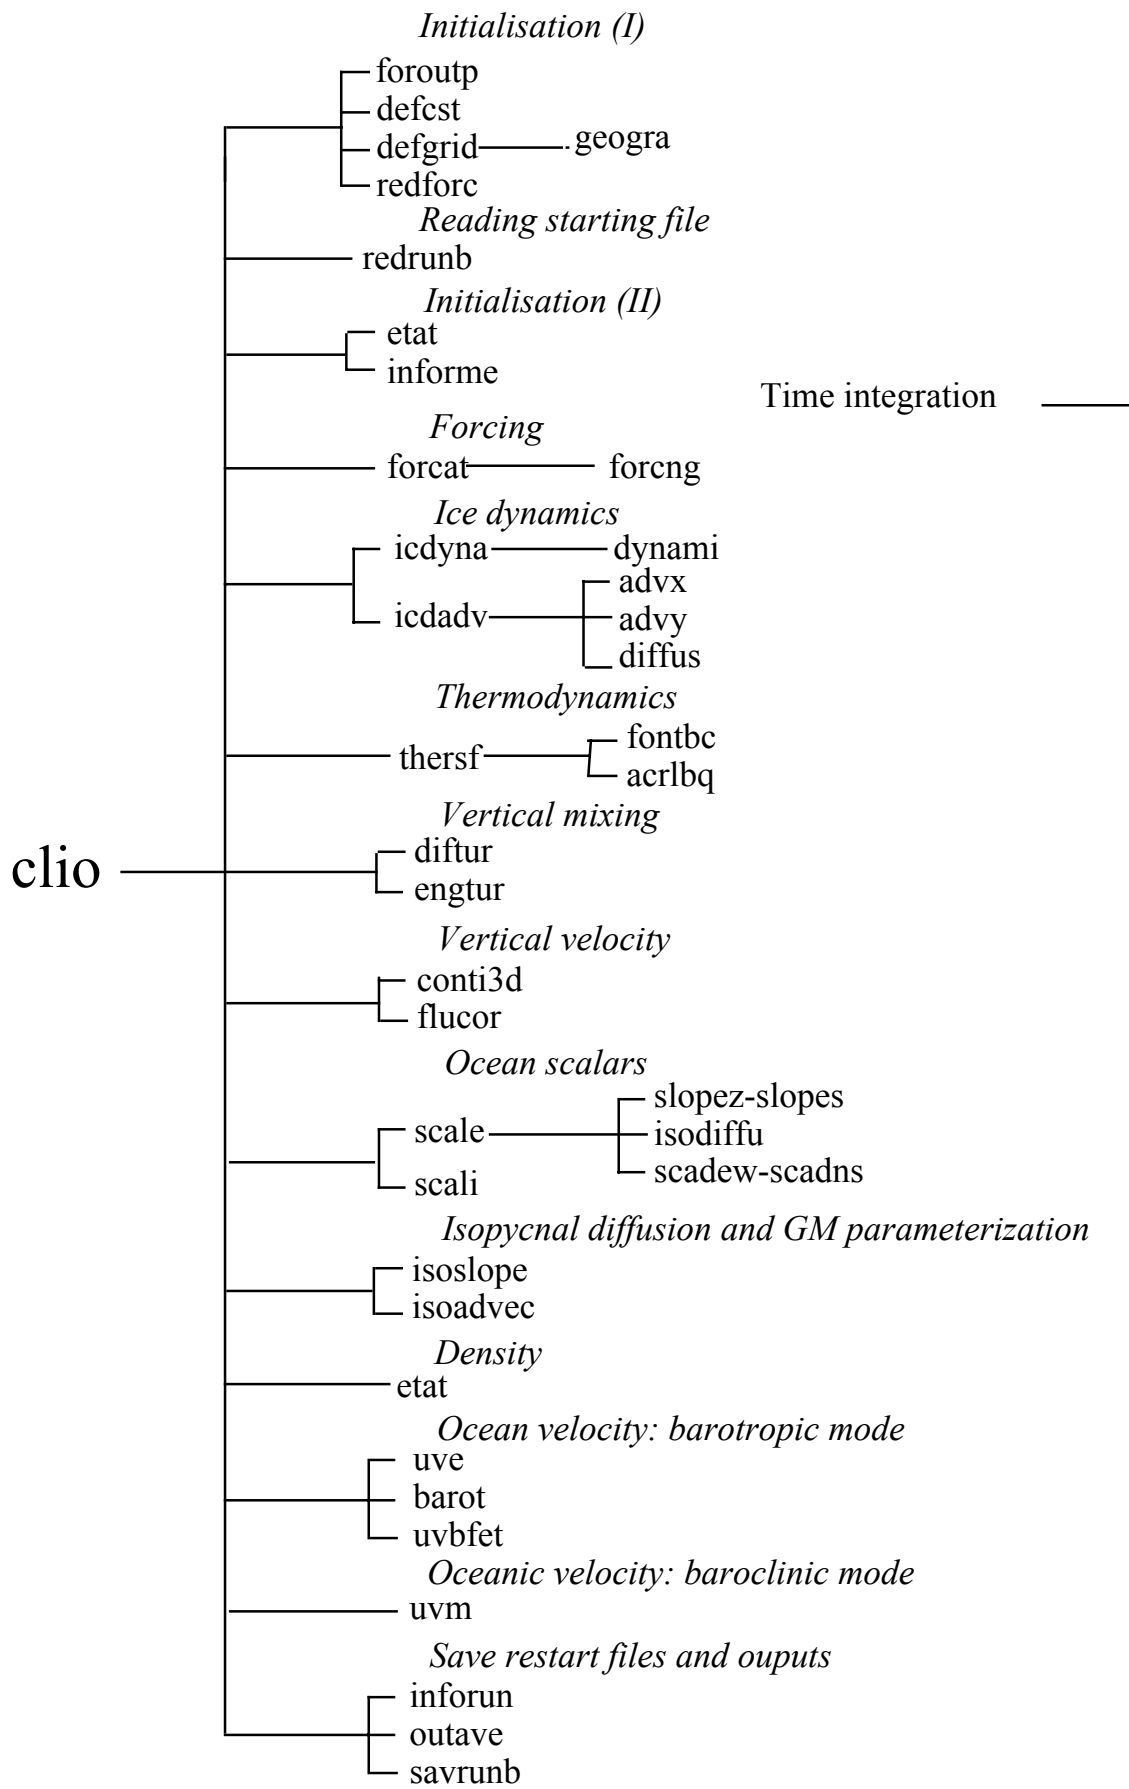 Initialisation (I)
foroutp
defcst
defgrid geogra
redforc
Reading starting file
redrunb
Initialisation (II)
etat
informe
Time integration
Forcing
forcat forcng
Ice dynamics
icdyna dynami
advx
icdadv advy
diffus
Thermodynamics
fontbc
thersf
acrlbq
Vertical mixing
diftur
clio
engtur
Vertical velocity
conti3d
flucor
Ocean scalars
slopez-slopes
scale isodiffu
scadew-scadns
scali
Isopycnal diffusion and GM parameterization
isoslope
isoadvec
Density
etat
Ocean velocity: barotropic mode
uve
barot
uvbfet
Oceanic velocity: baroclinic mode
uvm
Save restart files and ouputs
inforun
outave
savrunb